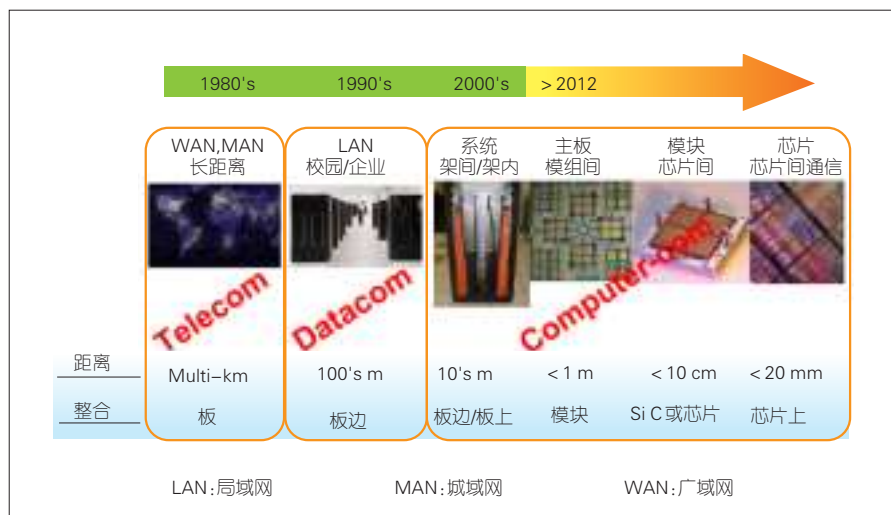 1980's 1990's 2000's >2012
WAN,MAN LAN 系统 主板 模块 芯片
长距离 校园/企业 架间/架内 模组间 芯片间 芯片间通信
Telecom Datacom Computer-com
距离 Multi-km 100's m 10's m <1 m <10 cm <20 mm
整合 板 板边 板边/板上 模块 Si C或芯片 芯片上
LAN:局域网 MAN:城域网 WAN:广域网